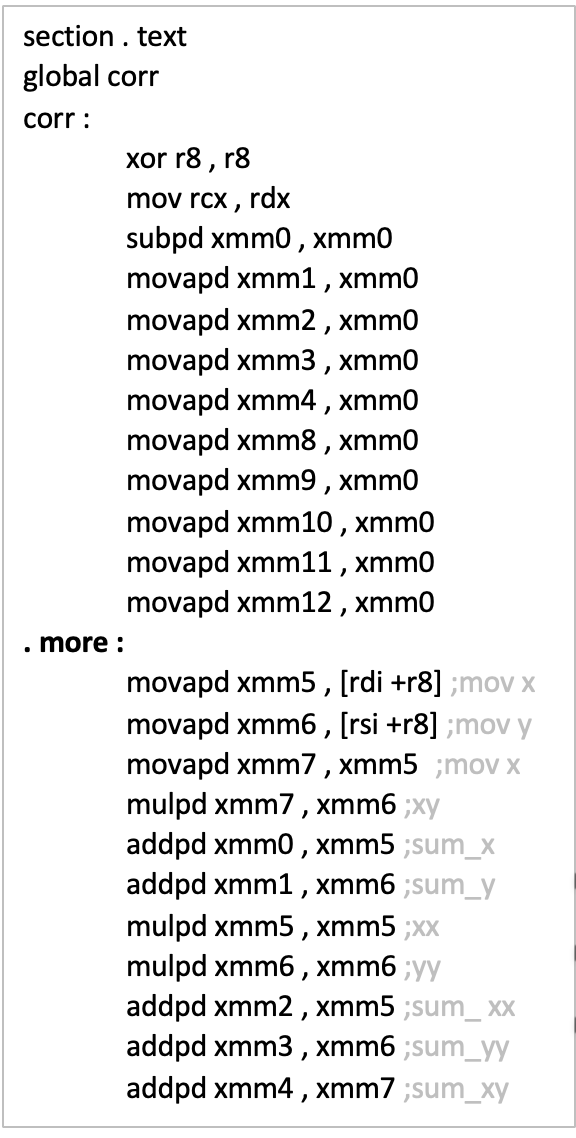 section . text
global corr
corr :
xor r8 , r8
mov rcx , rdx
subpd xmm0 , xmm0
movapd xmm1 , xmm0
movapd xmm2 , xmm0
movapd xmm3 , xmm0
movapd xmm4 , xmm0
movapd xmm8 , xmm0
movapd xmm9 , xmm0
movapd xmm10 , xmm0
movapd xmm11 , xmm0
movapd xmm12 , xmm0
. more :
movapd xmm5 , [rdi +r8] ;mov x
movapd xmm6 , [rsi +r8] ;mov y
movapd xmm7 , xmm5 ;mov x
mulpd xmm7 , xmm6 ;xy
addpd xmm0 , xmm5 ;sum_x
addpd xmm1 , xmm6 ;sum_y
mulpd xmm5 , xmm5 ;xx
mulpd xmm6 , xmm6 ;yy
addpd xmm2 , xmm5 ;sum_ xx
addpd xmm3 , xmm6 ;sum_yy
addpd xmm4 , xmm7 ;sum_xy